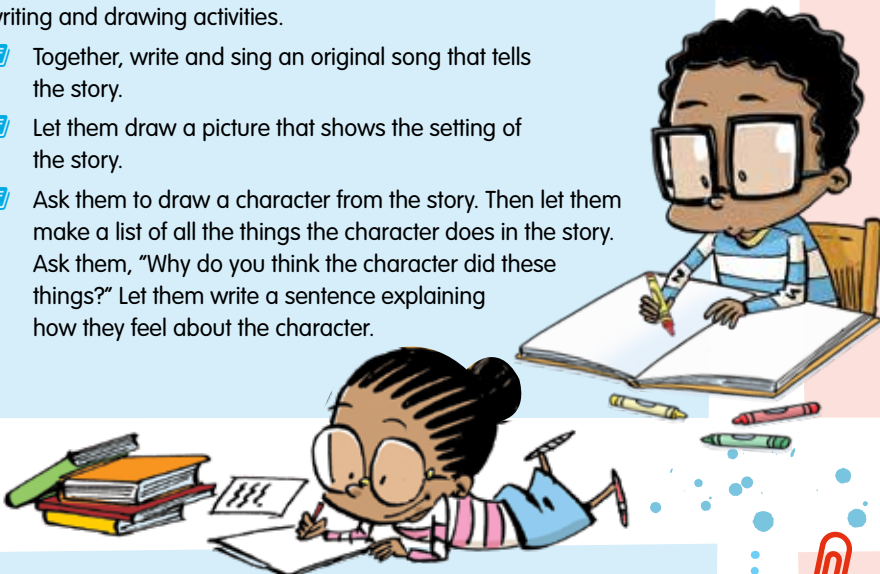 writing and drawing activities.
Together, write and sing an original song that tells
the story.
Let them draw a picture that shows the setting of
the story.
Ask them to draw a character from the story. Then let them
make a list of all the things the character does in the story.
Ask them, "Why do you think the character did these
things?" Let them write a sentence explaining
how they feel about the character.